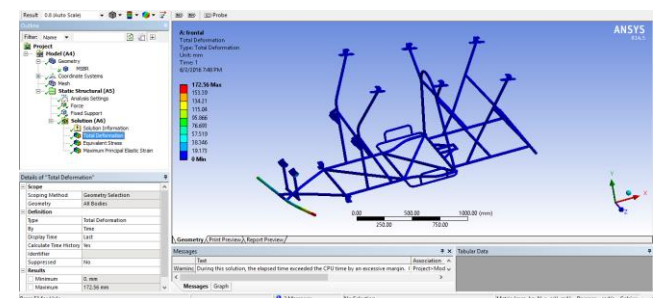 Result 0.8 (Auto Scale)
Probe
Outline
Filter: Name
Project
Model (A4)
Geometry
Coordinate Systems
Mesh
Static Structural (A5)
Analysis Settings
Force
Fixed Support
Solution (A6)
Solution Information
Total Deformation
Equivalent Stress
Maximum Principal Elastic Strain
Details of "Total Deformation"
Scope
Scoping Method Geometry Selection
Geometry All Bodies
Definition
Type Total Deformation
By Time
Display Time Last
Calculate Time History Yes
Identifier
Suppressed No
Results
Minimum 0. mm
Maximum 172.56 mm
A: frontal
Total Deformation
Type: Total Deformation
Unit: mm
Time: 1
172.56 Max
153.39
134.21
115.04
95.866
76.693
57.519
38.346
19.173
0 Min
ANSYS
0.00 500.00 1000.00 (mm)
250.00 750.00
Y
X
Z
Geometry Print Preview Report Preview
Messages
Text Association
Warning During this solution, the elapsed time exceeded the CPU time by an excessive margin. Project>Model
Messages Graph
Tabular Data